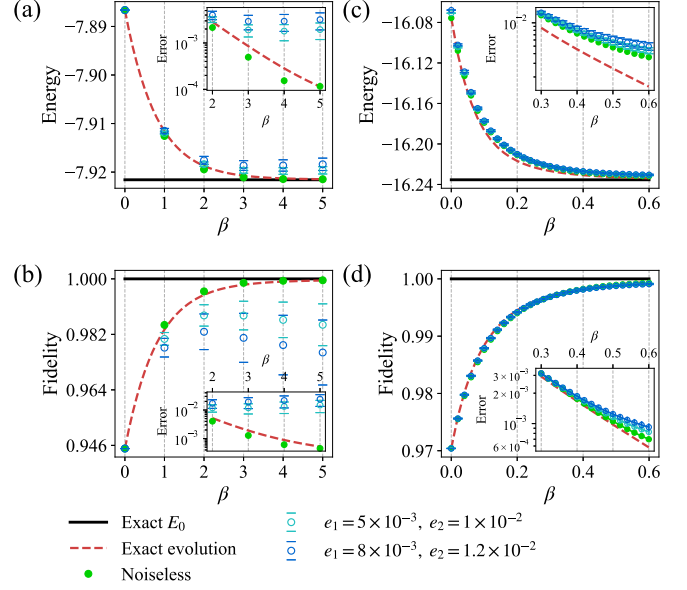 (a)
Energy
−7.89
−7.90
−7.91
−7.92
0 1 2 3 4 5
β
Error
10⁻³
10⁻⁴
2 3 4 5
β
(c)
Energy
−16.08
−16.12
−16.16
−16.20
−16.24
0.0 0.2 0.4 0.6
β
Error
10⁻²
0.3 0.4 0.5 0.6
β
(b)
Fidelity
1.000
0.982
0.964
0.946
0 1 2 3 4 5
β
β
2 3 4 5
Error
10⁻²
10⁻³
(d)
Fidelity
1.00
0.99
0.98
0.97
0.0 0.2 0.4 0.6
β
β
0.3 0.4 0.5 0.6
Error
3 × 10⁻³
2 × 10⁻³
10⁻³
6 × 10⁻⁴
Exact E₀
Exact evolution
Noiseless
e₁ = 5 × 10⁻³, e₂ = 1 × 10⁻²
e₁ = 8 × 10⁻³, e₂ = 1.2 × 10⁻²